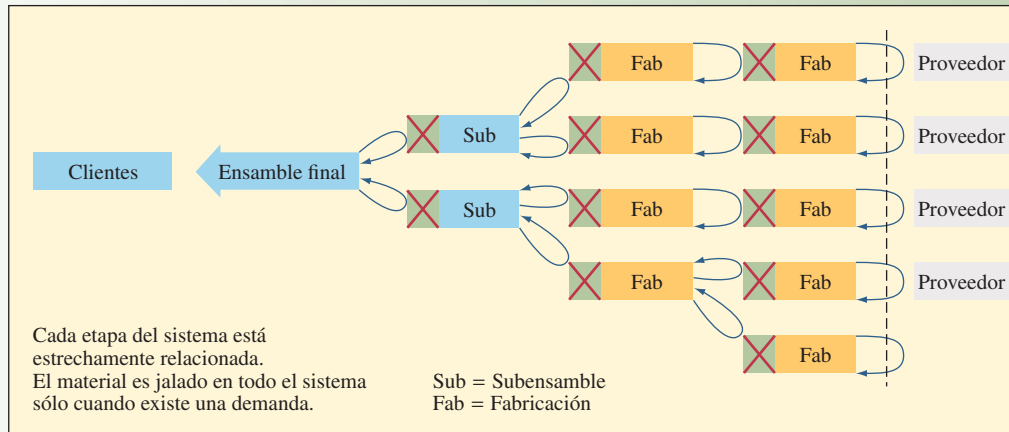 Fab
Fab
Proveedor
Sub
Fab
Fab
Proveedor
Clientes
Ensamble final
Sub
Fab
Fab
Proveedor
Fab
Fab
Proveedor
Fab
Cada etapa del sistema está
estrechamente relacionada.
El material es jalado en todo el sistema
sólo cuando existe una demanda.
Sub = Subensamble
Fab = Fabricación